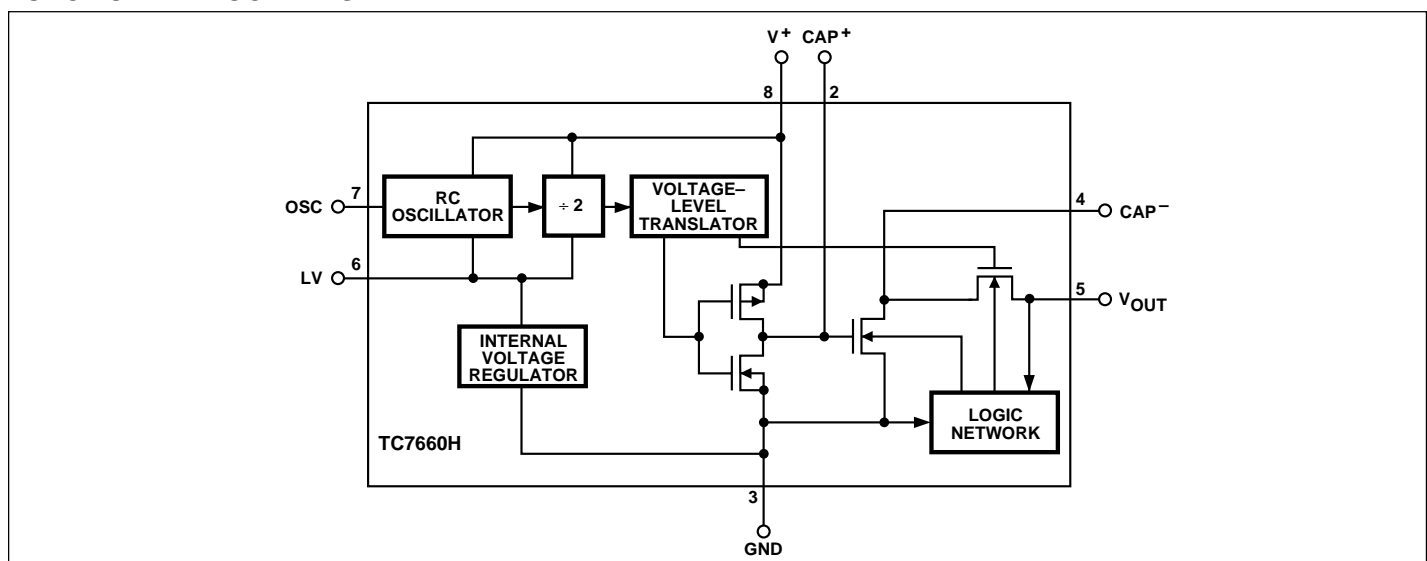 V+ CAP+
8 2
7
OSC
RC
OSCILLATOR
÷ 2
VOLTAGE–
LEVEL
TRANSLATOR
4
CAP–
6
LV
5
VOUT
INTERNAL
VOLTAGE
REGULATOR
LOGIC
NETWORK
TC7660H
3
GND